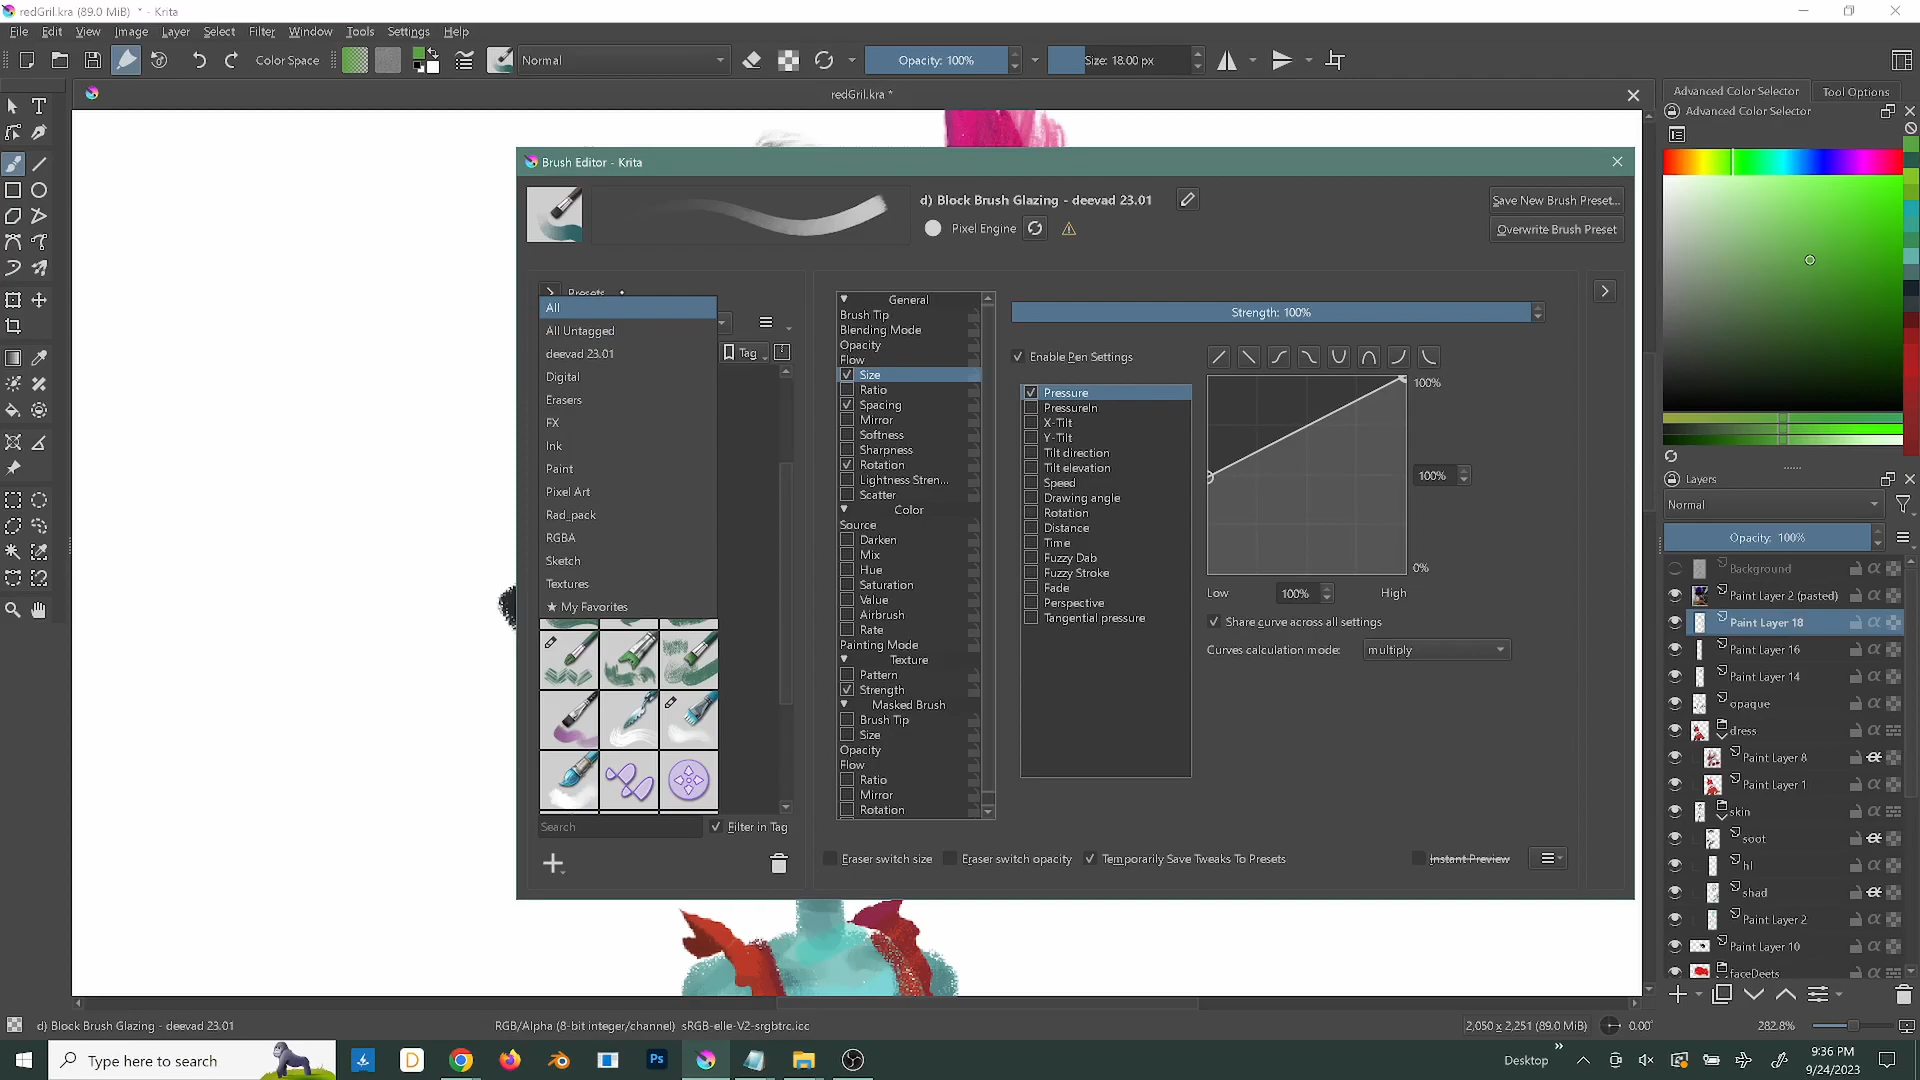 redGril.kra (89.0 MiB) * - Krita
File Edit View Image Layer Select Filter Window Tools Settings Help
Color Space
Normal
Opacity: 100%
Size: 18.00 px
redGril.kra *
Advanced Color Selector
Tool Options
Advanced Color Selector
Brush Editor - Krita
d) Block Brush Glazing - deevad 23.01
Pixel Engine
Save New Brush Preset...
Overwrite Brush Preset
Presets
All
All Untagged
deevad 23.01
Digital
Erasers
FX
Ink
Paint
Pixel Art
Rad_pack
RGBA
Sketch
Textures
★ My Favorites
Tag
Search
Filter in Tag
General
Brush Tip
Blending Mode
Opacity
Flow
Size
Ratio
Spacing
Mirror
Softness
Sharpness
Rotation
Lightness Stren...
Scatter
Color
Source
Darken
Mix
Hue
Saturation
Value
Airbrush
Rate
Painting Mode
Texture
Pattern
Strength
Masked Brush
Brush Tip
Size
Opacity
Flow
Ratio
Mirror
Rotation
Strength: 100%
Enable Pen Settings
Pressure
PressureIn
X-Tilt
Y-Tilt
Tilt direction
Tilt elevation
Speed
Drawing angle
Rotation
Distance
Time
Fuzzy Dab
Fuzzy Stroke
Fade
Perspective
Tangential pressure
100%
100%
0%
Low
100%
High
Share curve across all settings
Curves calculation mode:
multiply
Eraser switch size
Eraser switch opacity
Temporarily Save Tweaks To Presets
Instant Preview
Layers
Normal
Opacity: 100%
Background
Paint Layer 2 (pasted)
Paint Layer 18
Paint Layer 16
Paint Layer 14
opaque
dress
Paint Layer 8
Paint Layer 1
skin
soot
hl
shad
Paint Layer 2
Paint Layer 10
faceDeets
d) Block Brush Glazing - deevad 23.01
RGB/Alpha (8-bit integer/channel) sRGB-elle-V2-srgbtrc.icc
2,050 x 2,251 (89.0 MiB)
0.00°
282.8%
Type here to search
D
Ps
Desktop
9:36 PM
9/24/2023